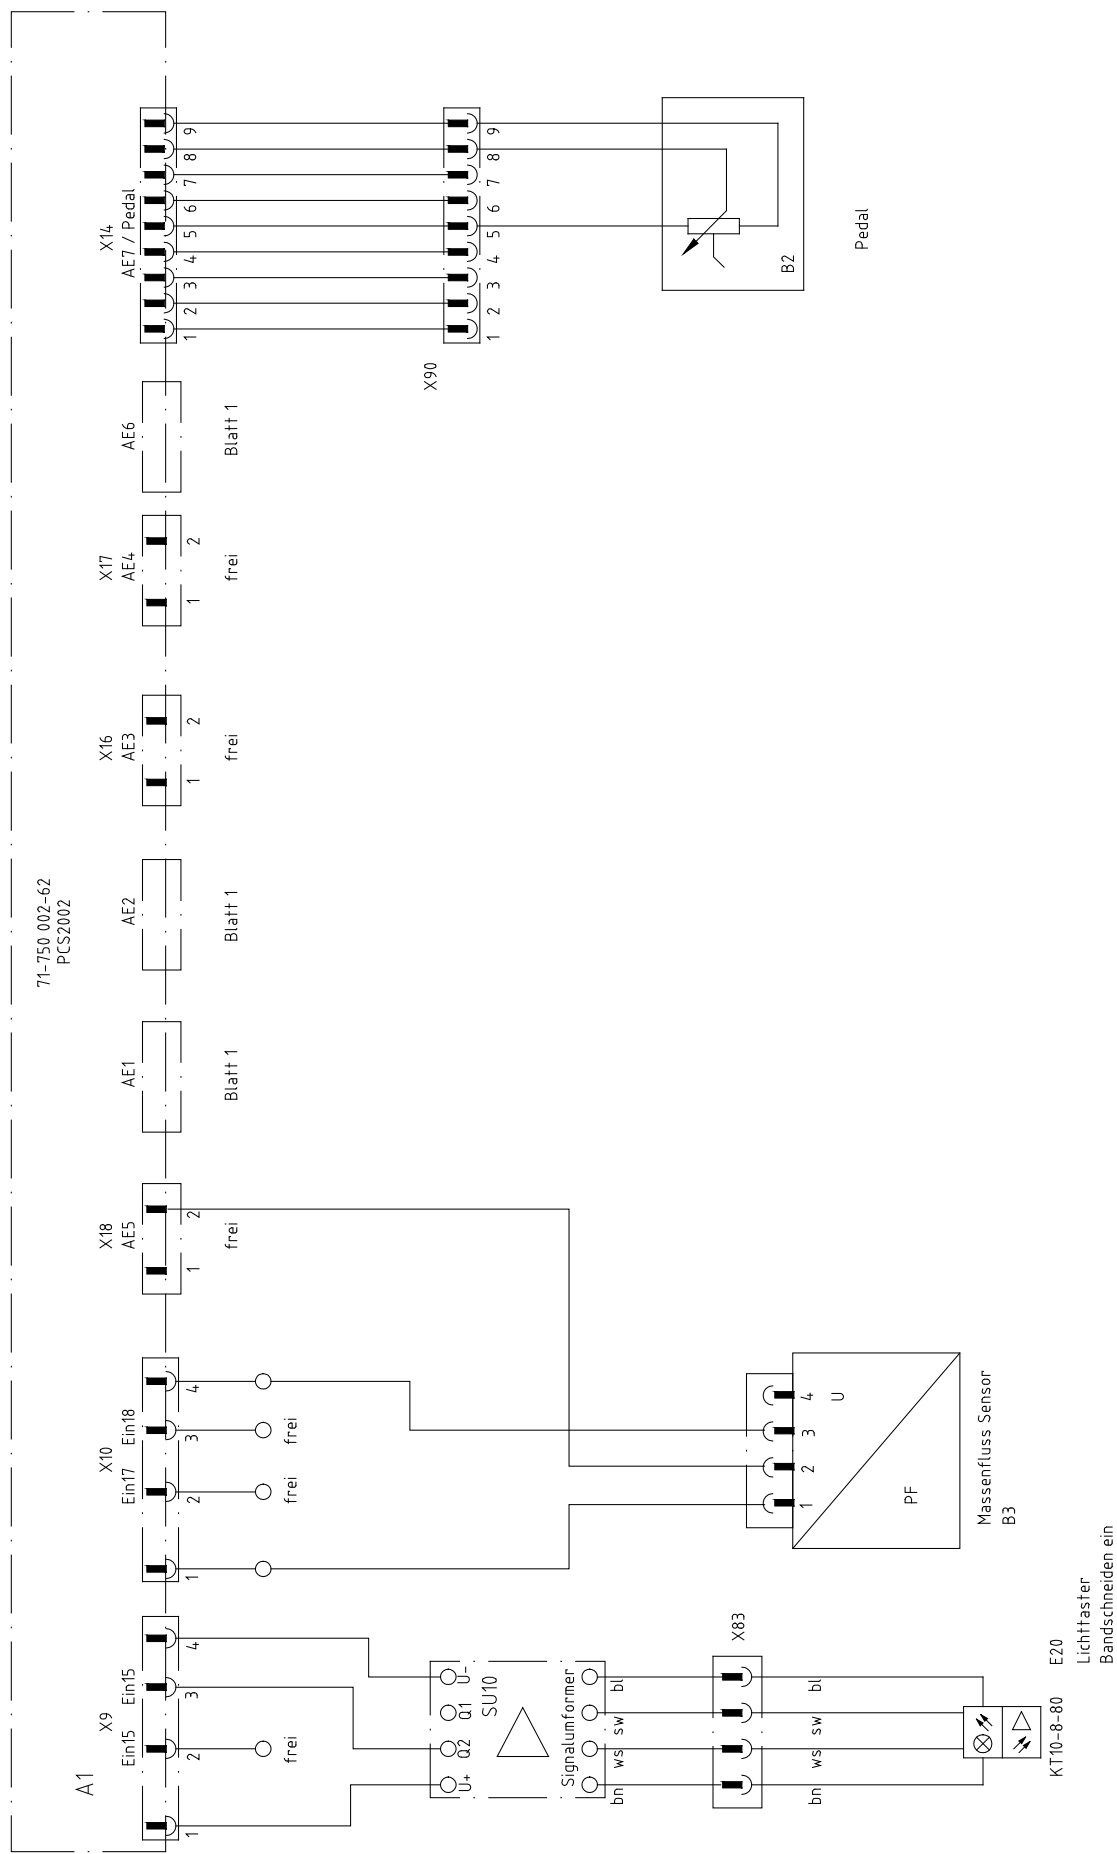 A1
71-750 002-62
PCS2002
X9
Ein15
Ein15
1
2
3
4
frei
X10
Ein17
Ein18
1
2
3
4
frei
frei
X18
AE5
1
2
frei
AE1
Blatt 1
AE2
Blatt 1
X16
AE3
1
2
frei
X17
AE4
1
2
frei
AE6
Blatt 1
X14
AE7 / Pedal
1
2
3
4
5
6
7
8
9
X90
1
2
3
4
5
6
7
8
9
B2
Pedal
U+
Q2
Q1
U-
SU10
Signalumformer
bn
ws
sw
bl
X83
bn
ws
sw
bl
KT10-8-80
E20
Lichttaster
Bandschneiden ein
1
2
3
4
U
PF
Massenfluss Sensor
B3